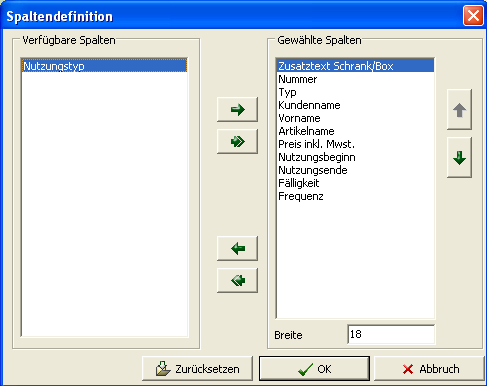 Spaltendefinition
Verfügbare Spalten
Nutzungstyp
Gewählte Spalten
Zusatztext Schrank/Box
Nummer
Typ
Kundenname
Vorname
Artikelname
Preis inkl. Mwst.
Nutzungsbeginn
Nutzungsende
Fälligkeit
Frequenz
Breite
18
Zurücksetzen
OK
Abbruch